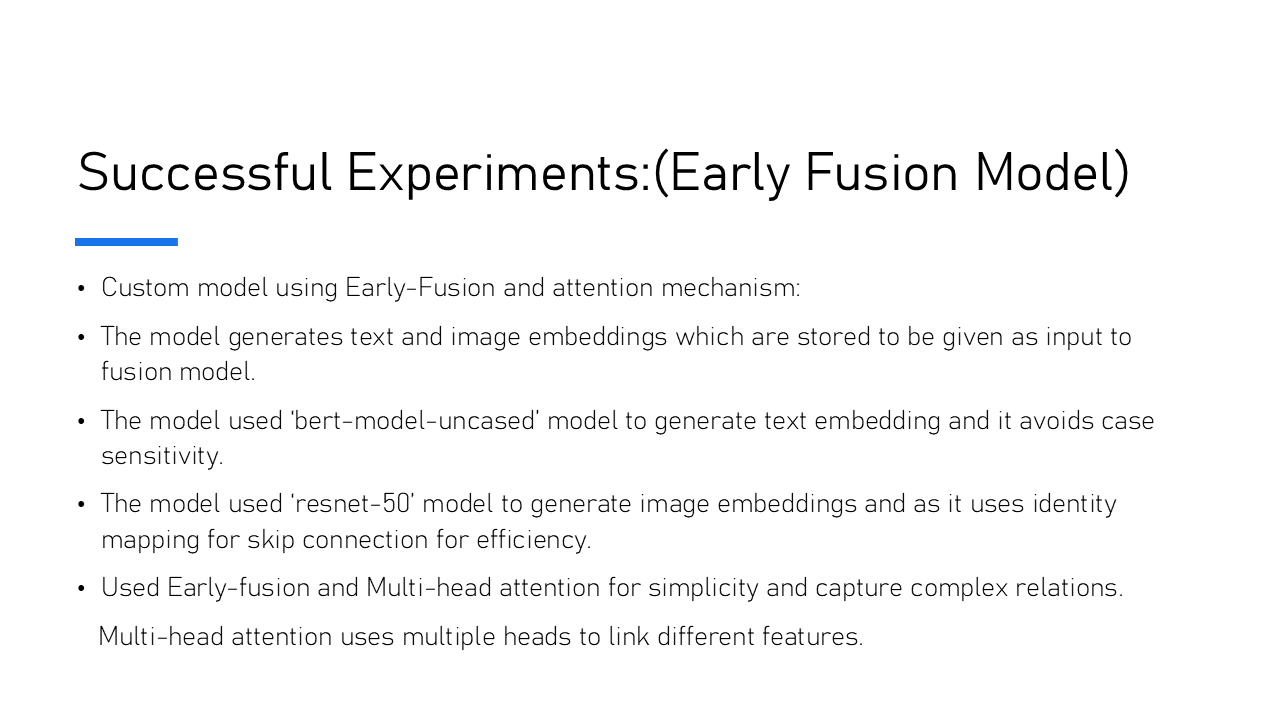 Successful Experiments:(Early Fusion Model)
• Custom model using Early-Fusion and attention mechanism:
• The model generates text and image embeddings which are stored to be given as input to
fusion model.
• The model used ‘bert-model-uncased’ model to generate text embedding and it avoids case
sensitivity.
• The model used ‘resnet-50’ model to generate image embeddings and as it uses identity
mapping for skip connection for efficiency.
• Used Early-fusion and Multi-head attention for simplicity and capture complex relations.
Multi-head attention uses multiple heads to link different features.